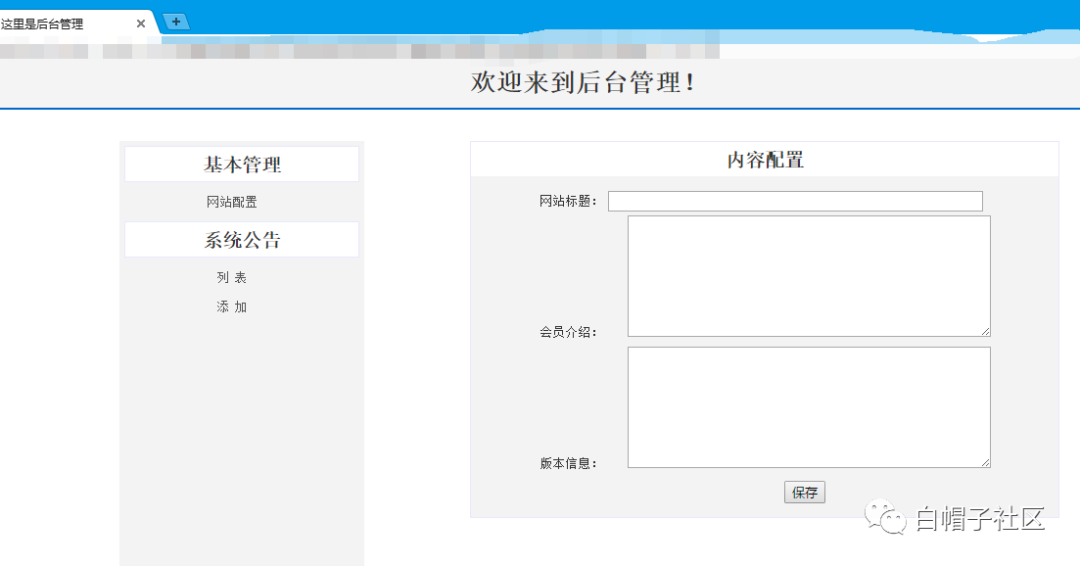 这里是后台管理
欢迎来到后台管理！
基本管理
网站配置
系统公告
列 表
添 加
内容配置
网站标题：
会员介绍：
版本信息：
保存
白帽子社区